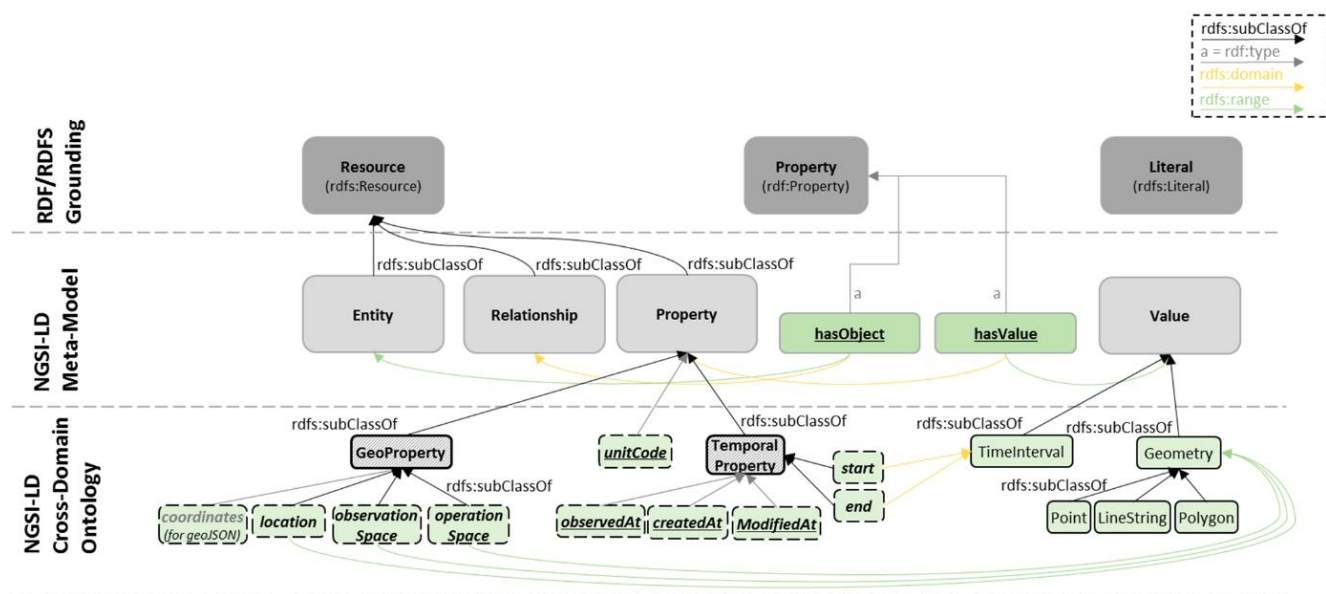 rdfs:subClassOf
a = rdf:type
rdfs:domain
rdfs:range
RDF/RDFS
Grounding
Resource
(rdfs:Resource)
Property
(rdf:Property)
Literal
(rdfs:Literal)
NGSI-LD
Meta-Model
rdfs:subClassOf
rdfs:subClassOf
rdfs:subClassOf
Entity
Relationship
Property
a
a
hasObject
hasValue
Value
NGSI-LD
Cross-Domain
Ontology
rdfs:subClassOf
rdfs:subClassOf
rdfs:subClassOf
rdfs:subClassOf
GeoProperty
unitCode
Temporal
Property
start
end
TimeInterval
Geometry
rdfs:subClassOf
rdfs:subClassOf
coordinates
(for geoJSON)
location
observation
Space
operation
Space
observedAt
createdAt
ModifiedAt
Point
LineString
Polygon